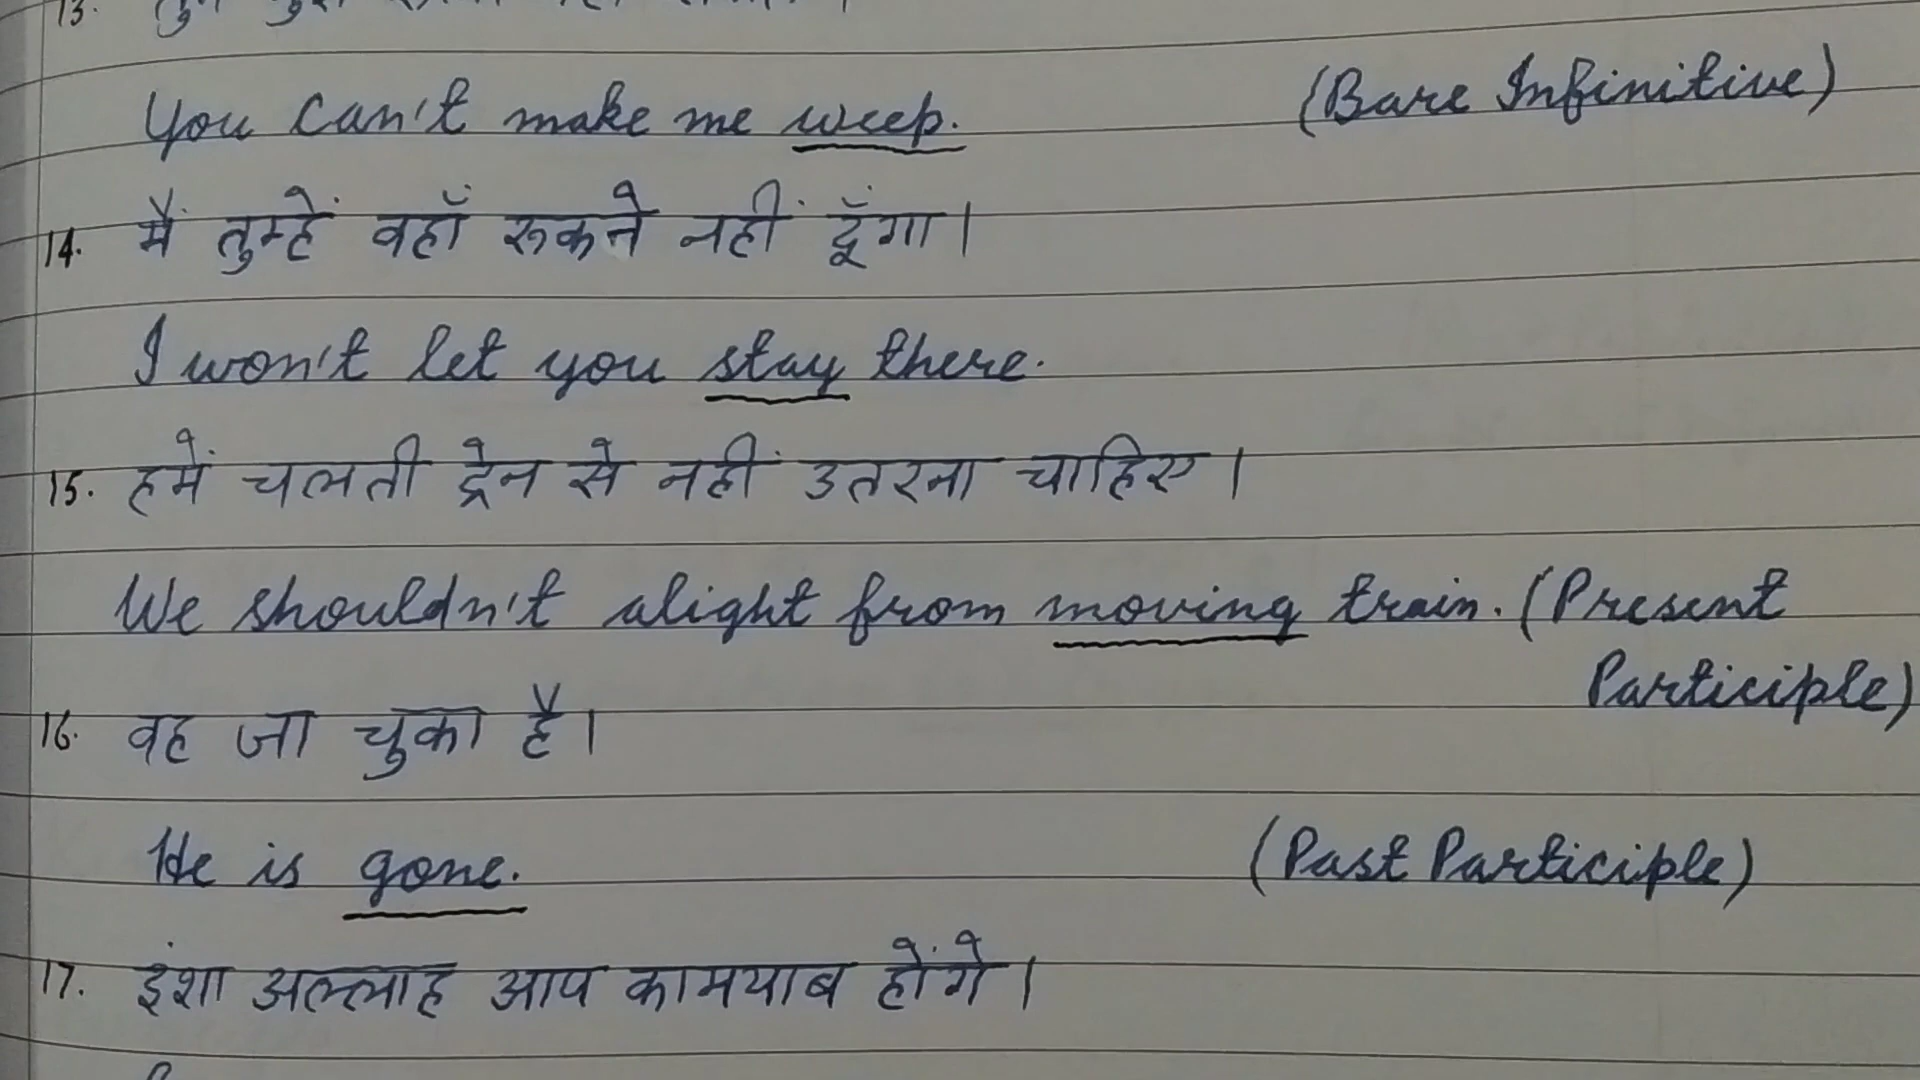 13.
You can't make me weep. (Bare Infinitive)
14. मैं तुम्हें वहाँ रूकने नहीं दूँगा।
I won't let you stay there.
15. हमें चलती ट्रेन से नहीं उतरना चाहिए।
We shouldn't alight from moving train. (Present
Participle)
16. वह जा चुका है।
He is gone. (Past Participle)
17. इंशा अल्लाह आप कामयाब होंगे।